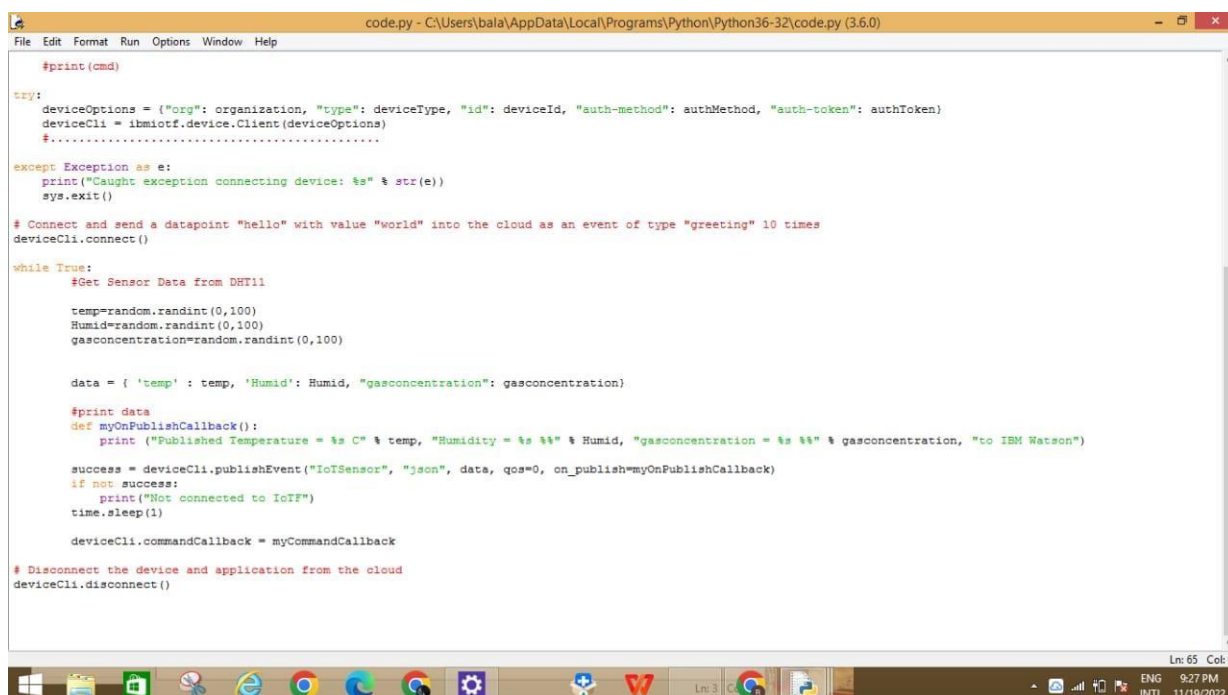 code.py - C:\Users\bala\AppData\Local\Programs\Python\Python36-32\code.py (3.6.0)
File Edit Format Run Options Window Help
#print(cmd)
try:
deviceOptions = {"org": organization, "type": deviceType, "id": deviceId, "auth-method": authMethod, "auth-token": authToken}
deviceCli = ibmiotf.device.Client(deviceOptions)
#..............................................
except Exception as e:
print("Caught exception connecting device: %s" % str(e))
sys.exit()
# Connect and send a datapoint "hello" with value "world" into the cloud as an event of type "greeting" 10 times
deviceCli.connect()
while True:
#Get Sensor Data from DHT11
temp=random.randint(0,100)
Humid=random.randint(0,100)
gasconcentration=random.randint(0,100)
data = { 'temp' : temp, 'Humid': Humid, "gasconcentration": gasconcentration}
#print data
def myOnPublishCallback():
print ("Published Temperature = %s C" % temp, "Humidity = %s %%" % Humid, "gasconcentration = %s %%" % gasconcentration, "to IBM Watson")
success = deviceCli.publishEvent("IoTSensor", "json", data, qos=0, on_publish=myOnPublishCallback)
if not success:
print("Not connected to IoTF")
time.sleep(1)
deviceCli.commandCallback = myCommandCallback
# Disconnect the device and application from the cloud
deviceCli.disconnect()
Ln: 65 Col:
Ln: 3
ENG 9:27 PM
INTL 11/19/2022